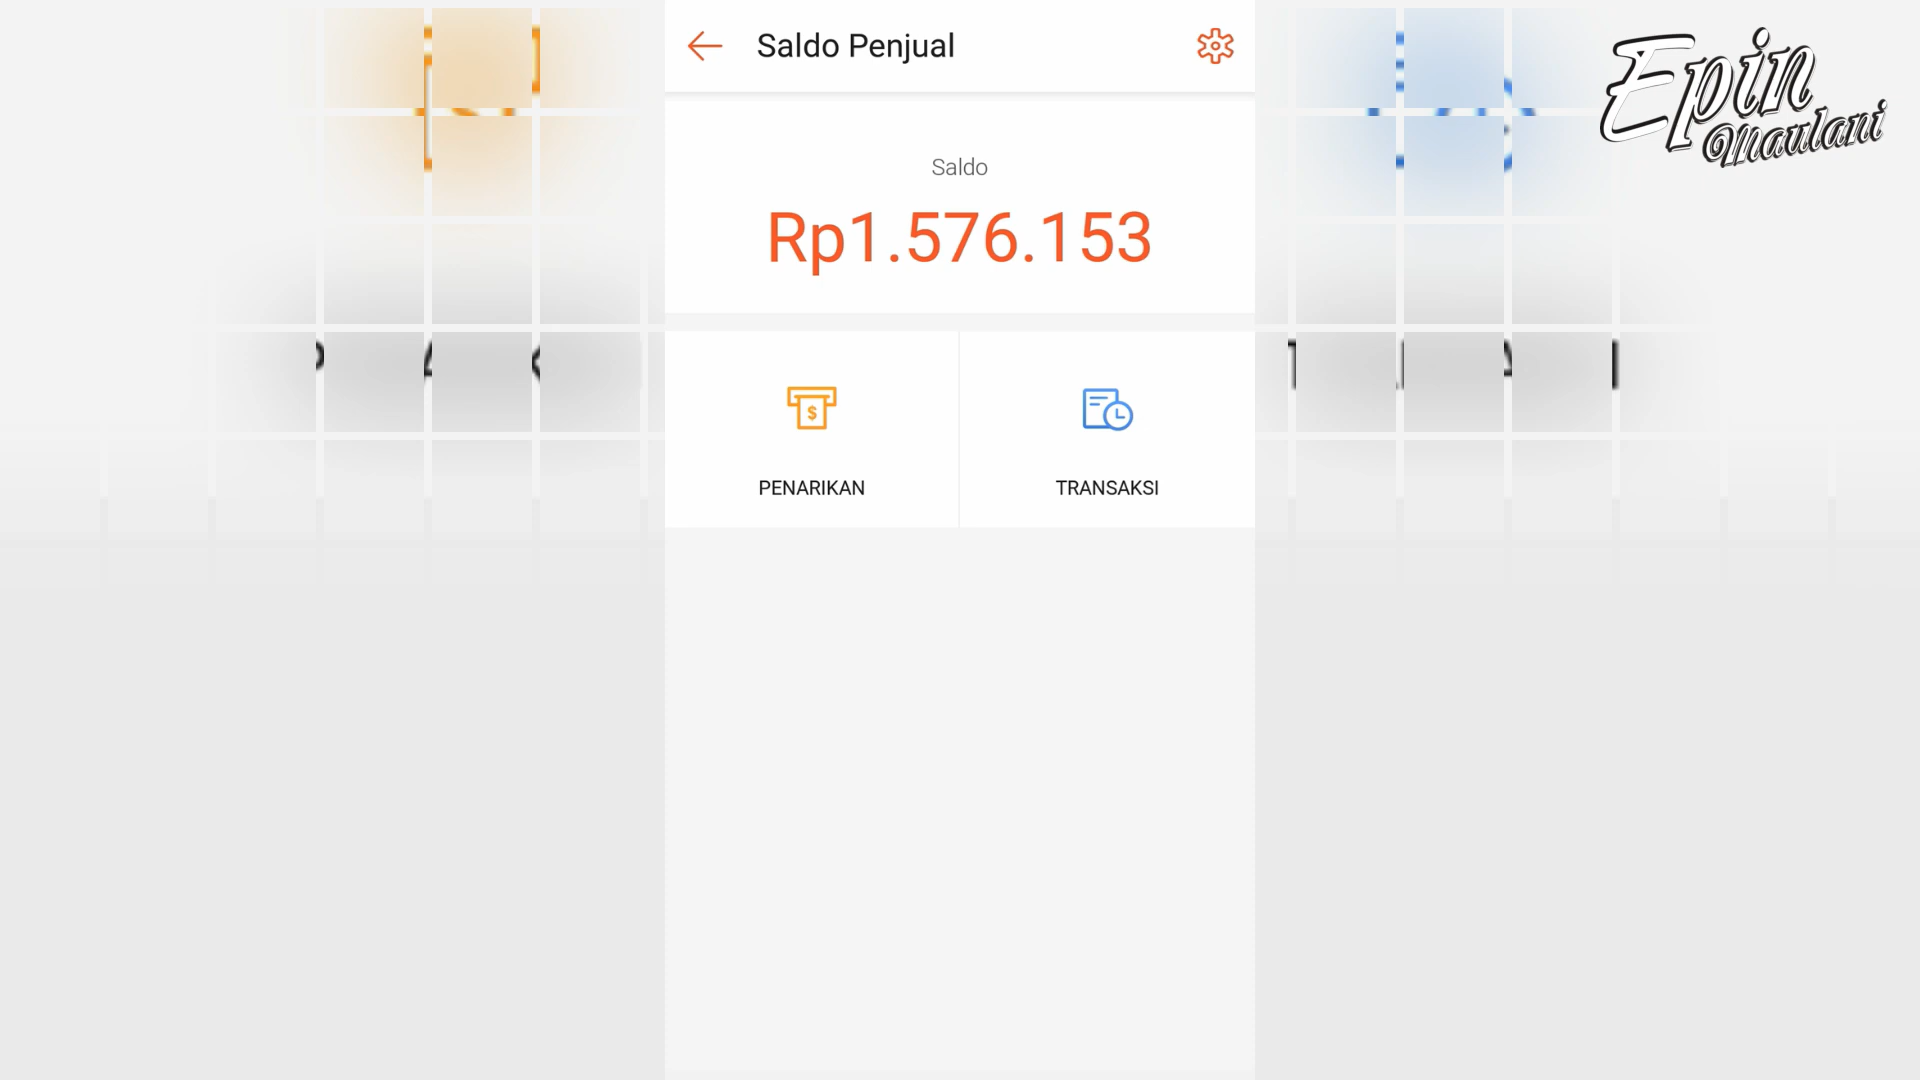 Saldo Penjual
Epin
Maulani
Saldo
Rp1.576.153
PENARIKAN
TRANSAKSI